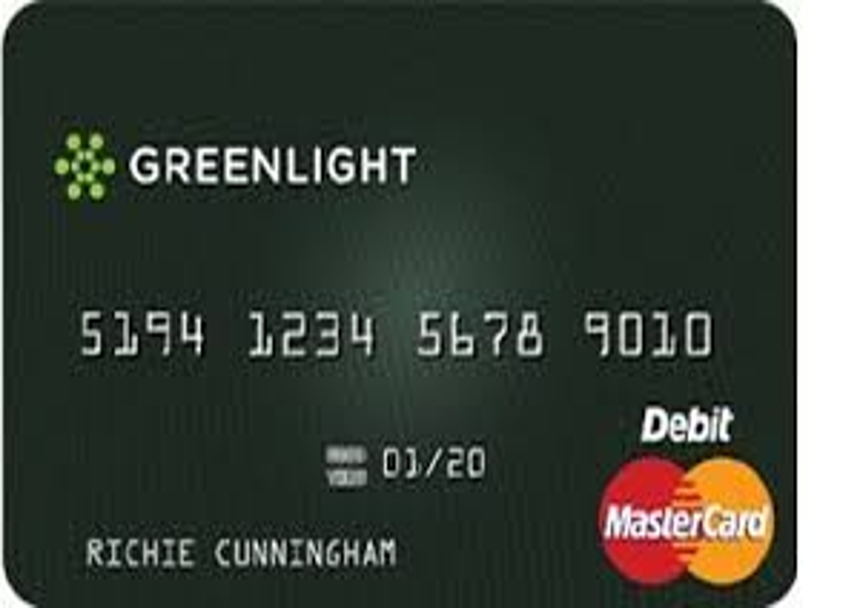 GREENLIGHT
5194 1234 5678 9010
01/20
Debit
MasterCard
RICHIE CUNNINGHAM